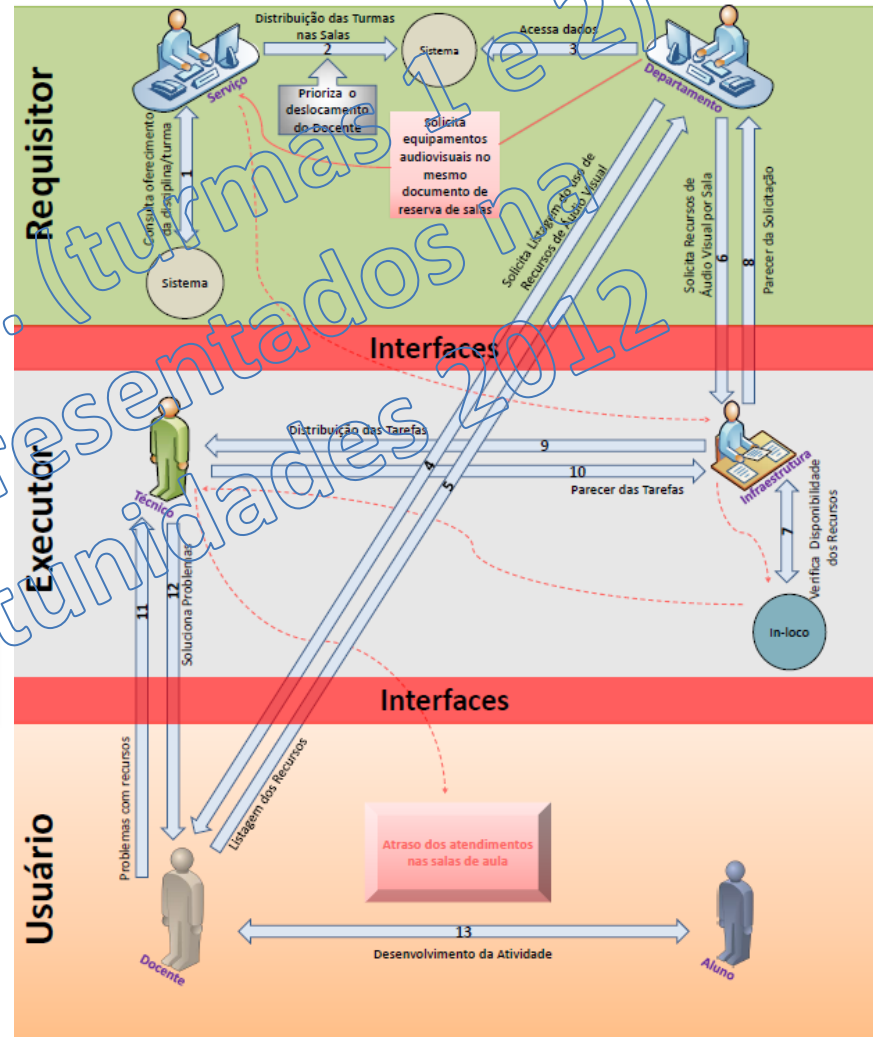 Requisitor
Distribuição das Turmas
nas Salas
2
Sistema
Acessa dados
3
Serviço
Departamento
Prioriza o
deslocamento
do Docente
Solicita
equipamentos
audiovisuais no
mesmo
documento de
reserva de salas
Consulta oferecimento
da disciplina/turma
1
Sistema
Solicita Listagem do uso de
Recursos de Áudio Visual
Solicita Recursos de
Áudio Visual por Sala
6
8
Parecer da Solicitação
Interfaces
Executor
Técnico
Distribuição das Tarefas
9
10
Parecer das Tarefas
Infraestrutura
4
5
7
Verifica Disponibilidade
dos Recursos
In-loco
11
12
Soluciona Problemas
Interfaces
Usuário
Problemas com recursos
Listagem dos Recursos
Atraso dos atendimentos
nas salas de aula
13
Desenvolvimento da Atividade
Docente
Aluno
. (turmas 1 e 2)
resentados na
tunidades 2012